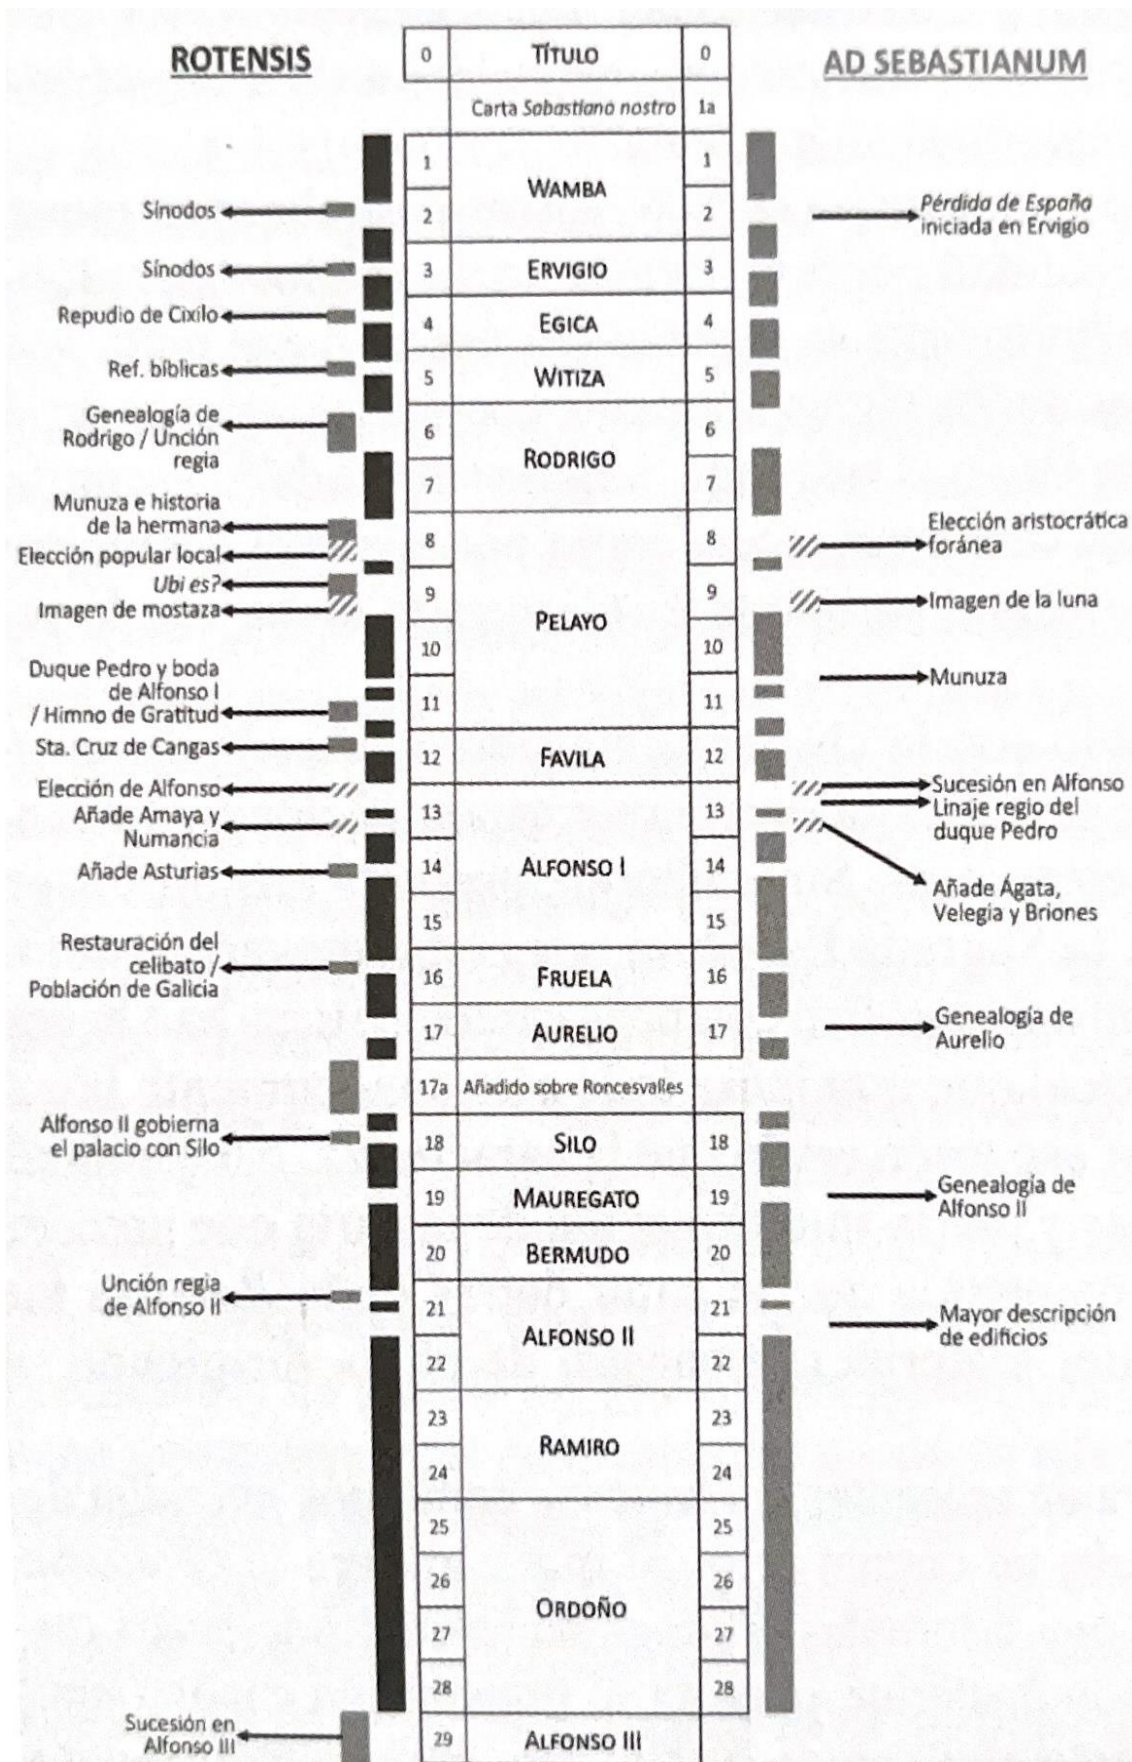 ROTENSIS
AD SEBASTIANUM
0 TÍTULO 0
Carta Sabastiano nostro 1a
1 1
WAMBA
2 2
Sínodos
Pérdida de España
iniciada en Ervigio
Sínodos
3 ERVIGIO 3
Repudio de Cixilo
4 EGICA 4
Ref. bíblicas
5 WITIZA 5
Genealogía de
Rodrigo / Unción
regia
6 6
RODRIGO
7 7
Munuza e historia
de la hermana
Elección popular local
8 8
Elección aristocrática
foránea
Ubi es?
Imagen de mostaza
9 9
Imagen de la luna
PELAYO
10 10
Munuza
Duque Pedro y boda
de Alfonso I
/ Himno de Gratitud
11 11
Sta. Cruz de Cangas
12 FAVILA 12
Elección de Alfonso
Sucesión en Alfonso
13 13
Linaje regio del
duque Pedro
Añade Amaya y
Numancia
Añade Asturias
14 ALFONSO I 14
Añade Ágata,
Velegia y Briones
15 15
Restauración del
celibato /
Población de Galicia
16 FRUELA 16
17 AURELIO 17
Genealogía de
Aurelio
17a Añadido sobre Roncesvalles
Alfonso II gobierna
el palacio con Silo
18 SILO 18
19 MAUREGATO 19
Genealogía de
Alfonso II
20 BERMUDO 20
Unción regia
de Alfonso II
21 21
ALFONSO II
Mayor descripción
de edificios
22 22
23 23
RAMIRO
24 24
25 25
26 26
ORDOÑO
27 27
28 28
Sucesión en
Alfonso III
29 ALFONSO III